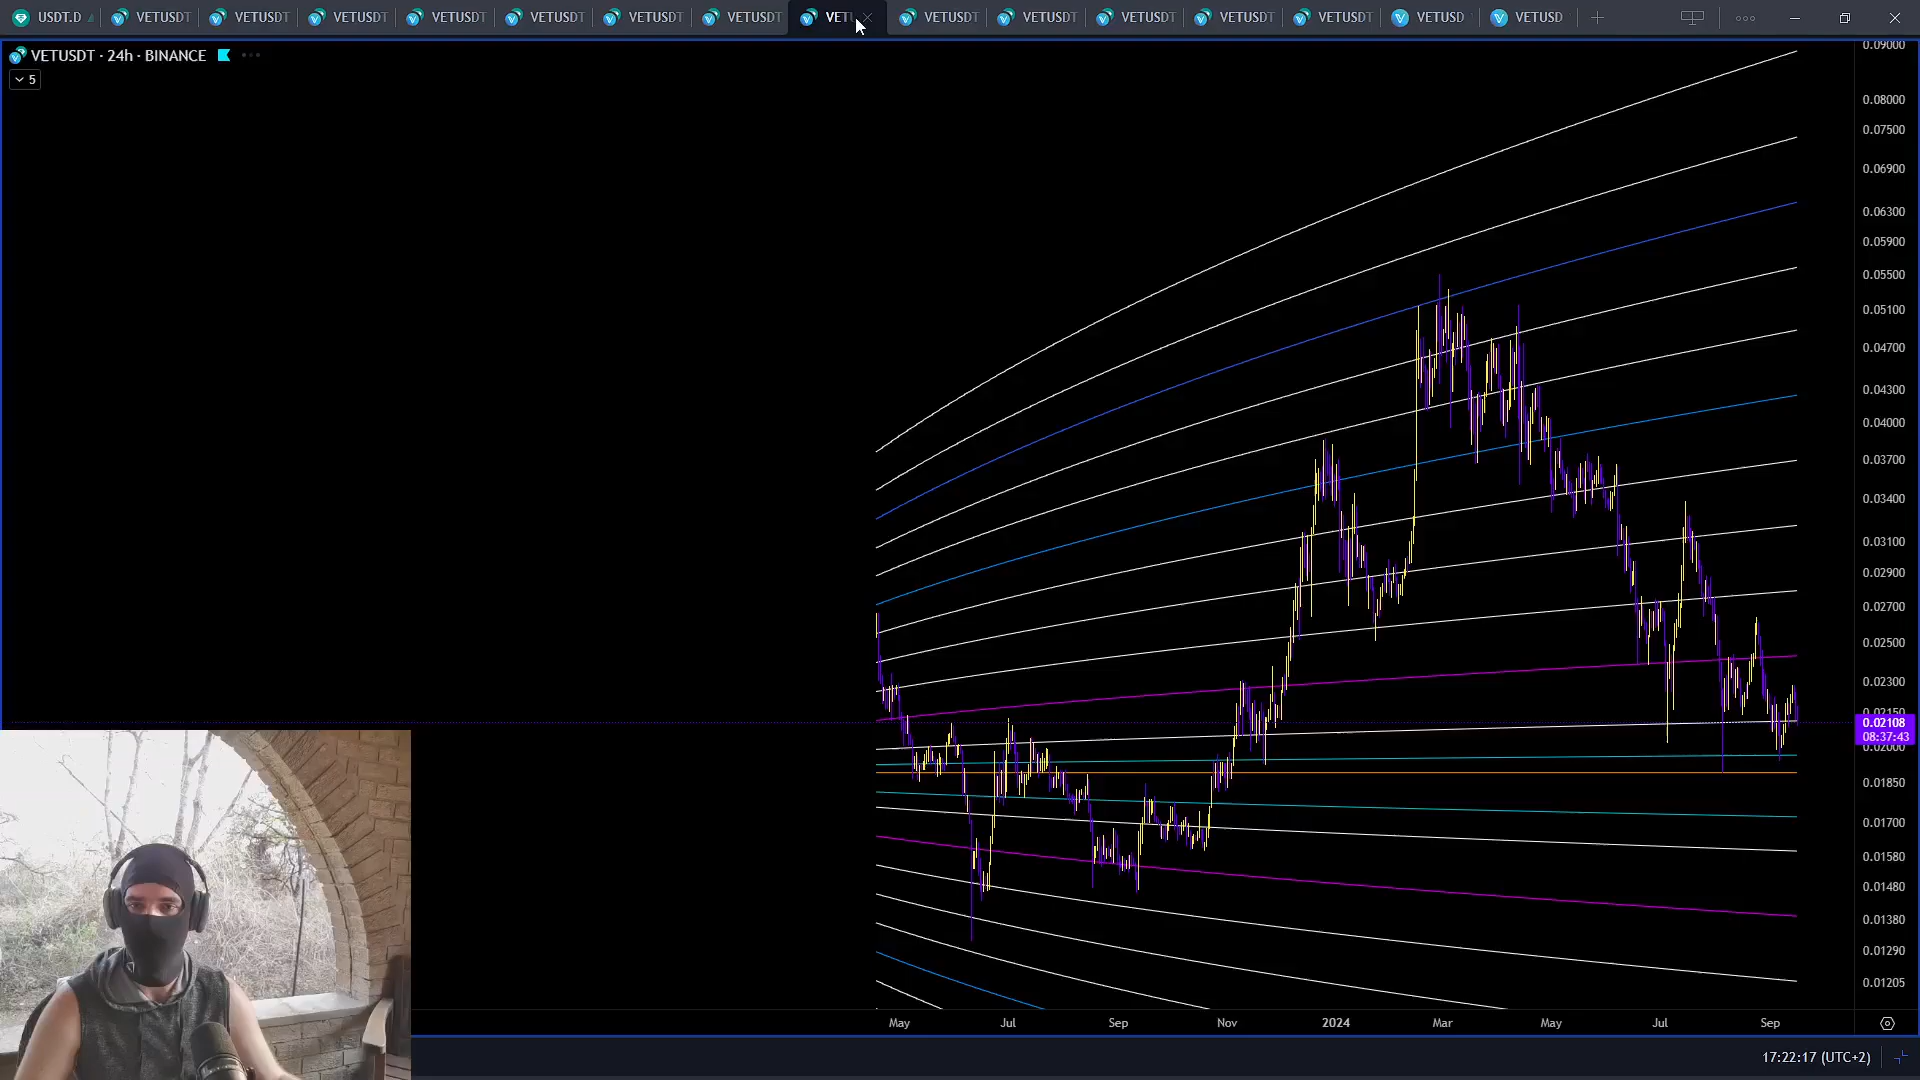 USDT.D
VETUSDT
VETUSDT
VETUSDT
VETUSDT
VETUSDT
VETUSDT
VETUSDT
VETUSDT
VETUSDT
VETUSDT
VETUSDT
VETUSDT
VETUSD
VETUSD
VETUSDT · 24h · BINANCE
5
0.09000
0.08000
0.07500
0.06900
0.06300
0.05900
0.05500
0.05100
0.04700
0.04300
0.04000
0.03700
0.03400
0.03100
0.02900
0.02700
0.02500
0.02300
0.02150
0.02108
08:37:43
0.02000
0.01850
0.01700
0.01580
0.01480
0.01380
0.01290
0.01205
May Jul Sep Nov 2024 Mar May Jul Sep
17:22:17 (UTC+2)